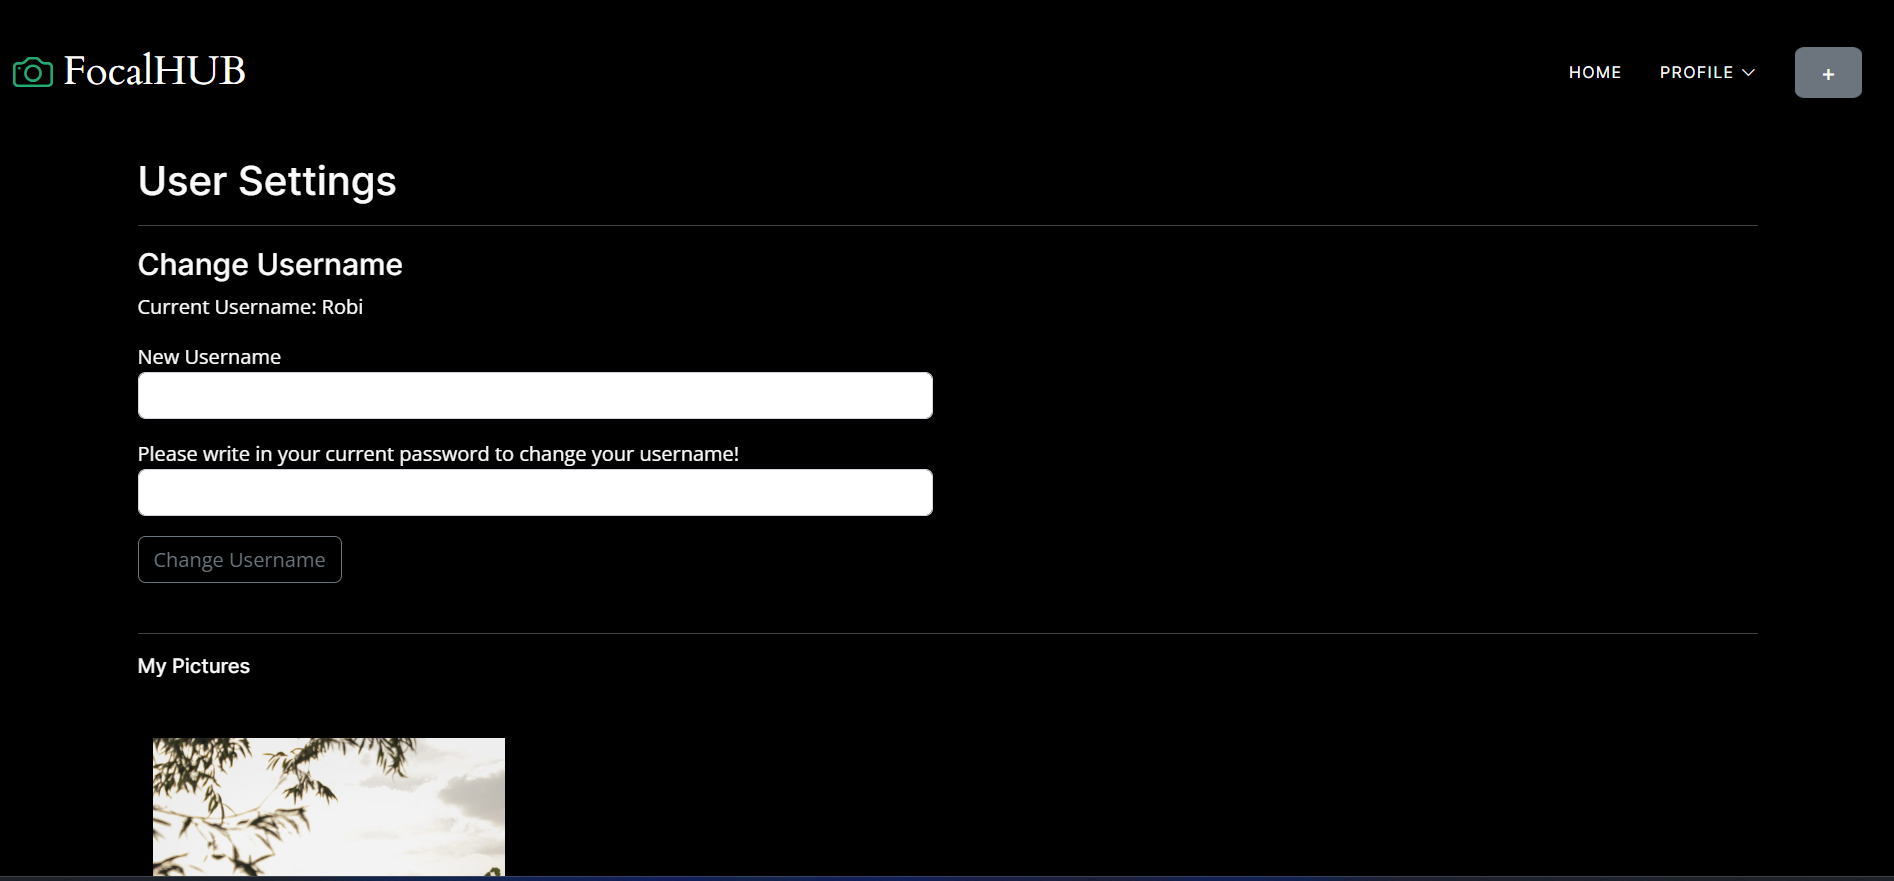 FocalHUB
HOME
PROFILE
+
User Settings
Change Username
Current Username: Robi
New Username
Please write in your current password to change your username!
Change Username
My Pictures